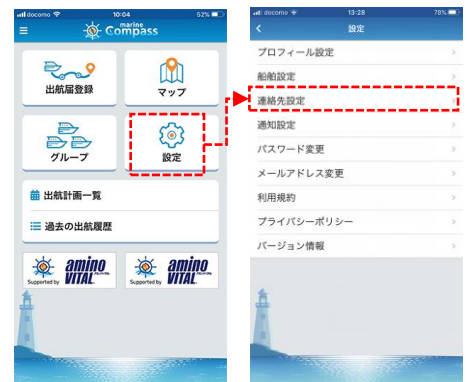 docomo
10:04
52%
marine
Compass
出航届登録
マップ
グループ
設定
出航計画一覧
過去の出航履歴
Supported by
amino
VITAL
Supported by
amino
VITAL
docomo
13:28
78%
設定
プロフィール設定
船舶設定
連絡先設定
通知設定
パスワード変更
メールアドレス変更
利用規約
プライバシーポリシー
バージョン情報